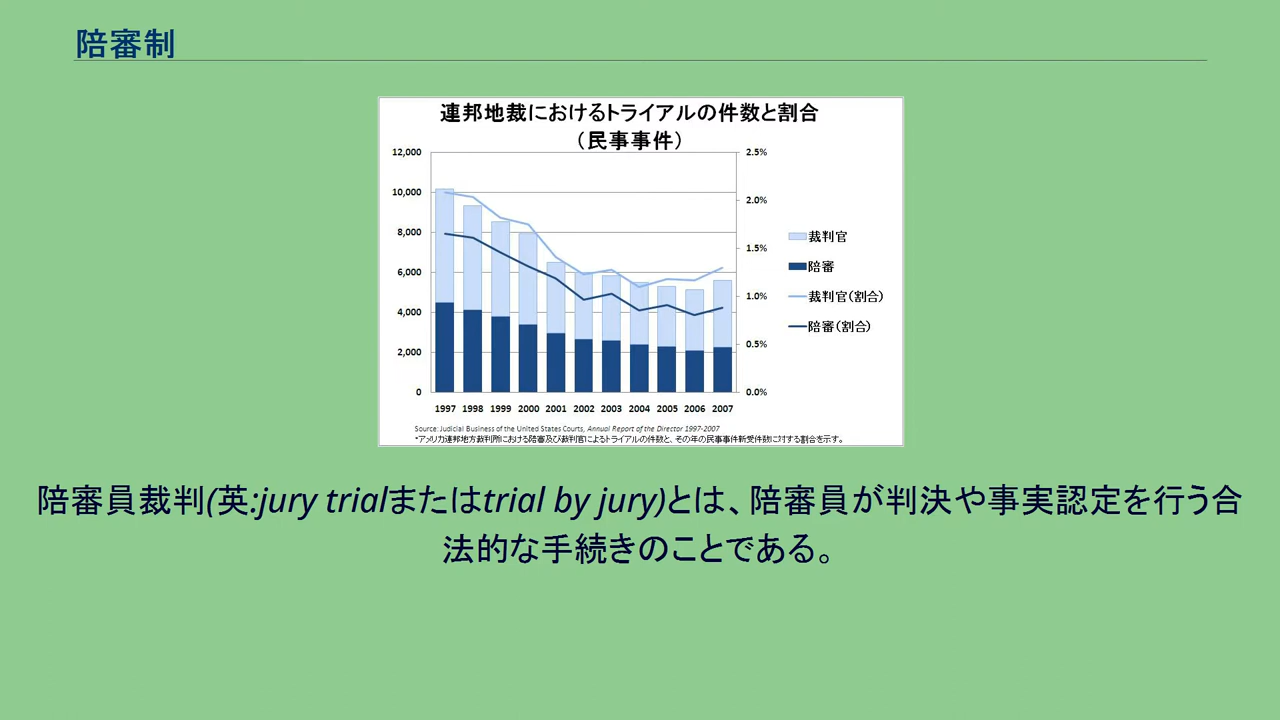 陪審制
連邦地裁におけるトライアルの件数と割合
（民事事件）
12,000
10,000
8,000
6,000
4,000
2,000
0
2.5%
2.0%
1.5%
1.0%
0.5%
0.0%
1997 1998 1999 2000 2001 2002 2003 2004 2005 2006 2007
裁判官
陪審
裁判官（割合）
陪審（割合）
Source: Judicial Business of the United States Courts, Annual Report of the Director 1997-2007
*アメリカ連邦地方裁判所における陪審及び裁判官によるトライアルの件数と、その年の民事事件新受件数に対する割合を示す。
陪審員裁判(英:jury trialまたはtrial by jury)とは、陪審員が判決や事実認定を行う合
法的な手続きのことである。